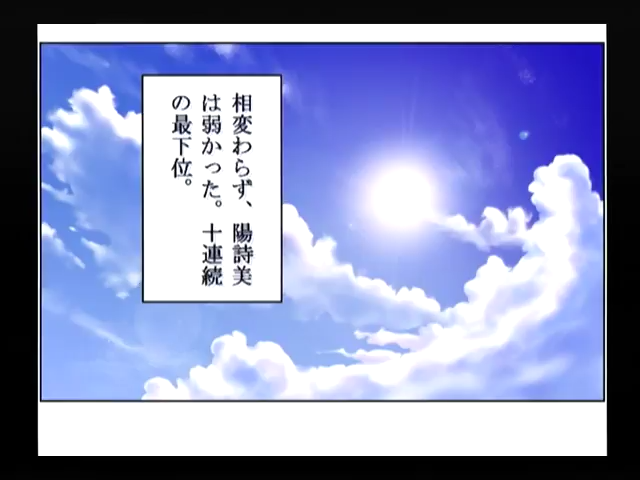 相変わらず、陽詩美
は弱かった。十連続
の最下位。